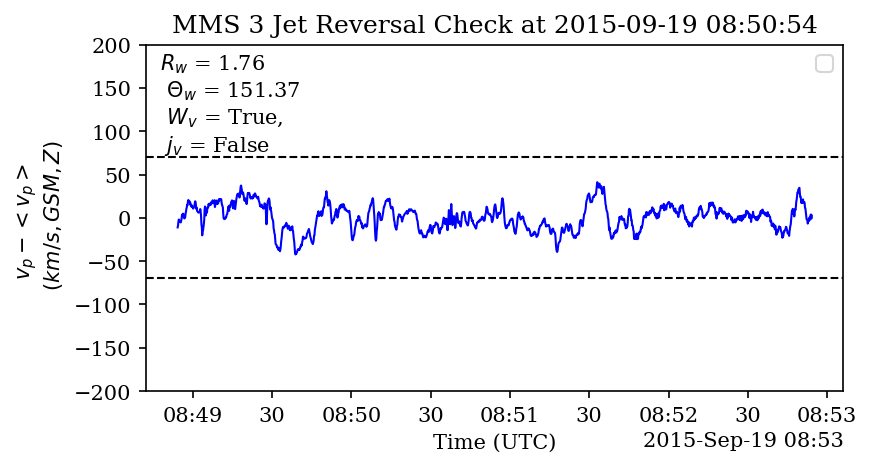 MMS 3 Jet Reversal Check at 2015-09-19 08:50:54
R_w = 1.76
Θ_w = 151.37
W_v = True,
j_v = False
v_p − < v_p >
(km/s, GSM, Z)
200
150
100
50
0
−50
−100
−150
−200
08:49 30 08:50 30 08:51 30 08:52 30 08:53
Time (UTC)
2015-Sep-19 08:53